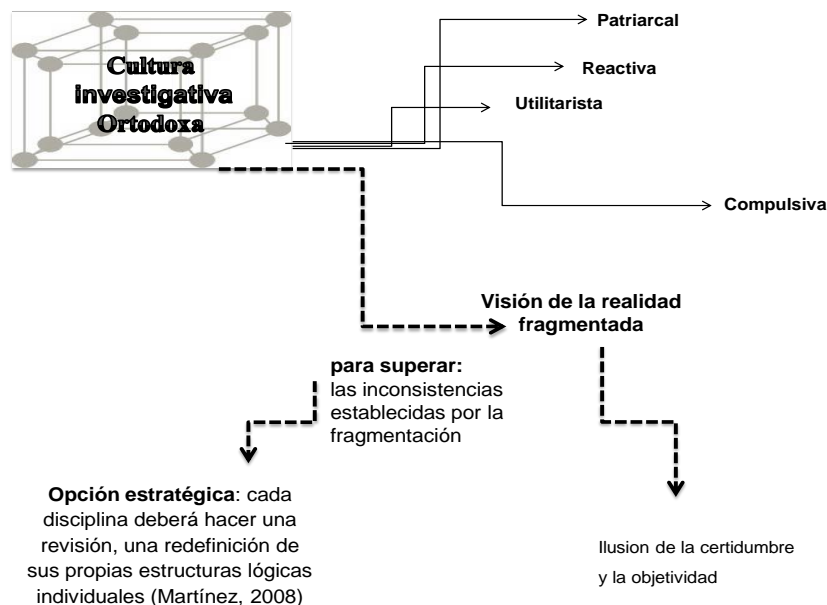 Cultura
investigativa
Ortodoxa
Patriarcal
Reactiva
Utilitarista
Compulsiva
Visión de la realidad
fragmentada
para superar:
las inconsistencias
establecidas por la
fragmentación
Opción estratégica: cada
disciplina deberá hacer una
revisión, una redefinición de
sus propias estructuras lógicas
individuales (Martínez, 2008)
Ilusion de la certidumbre
y la objetividad